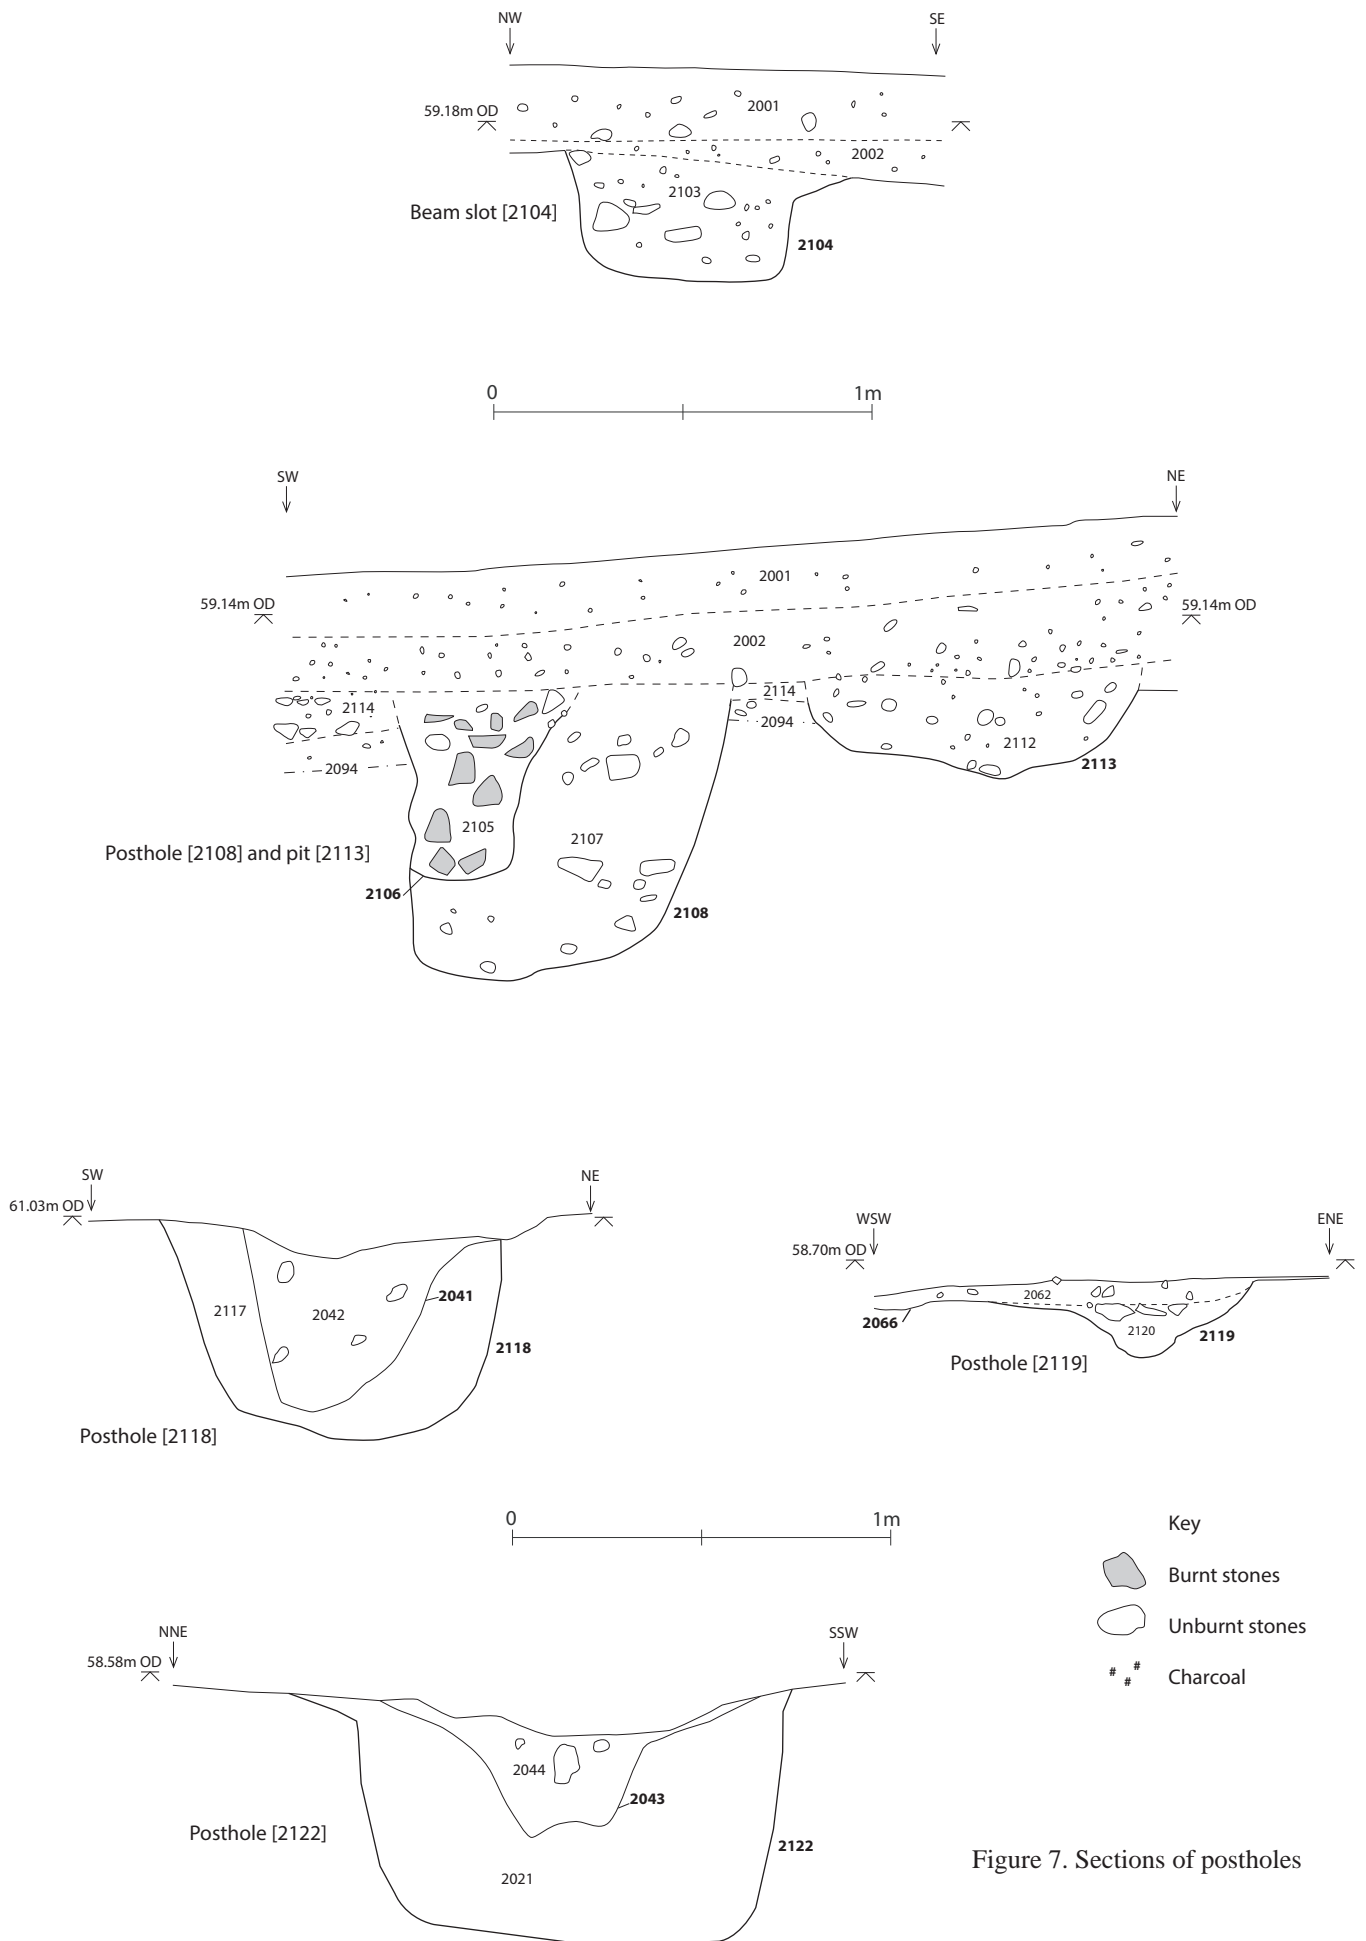 NW SE
59.18m OD
2001
2002
2103
Beam slot [2104]
2104
0 1m
SW NE
2001
59.14m OD 59.14m OD
2002
2114 2114
2094 2094
2112
2113
2105
2107
Posthole [2108] and pit [2113]
2106
2108
SW NE
61.03m OD
2117 2042 2041
2118
Posthole [2118]
WSW ENE
58.70m OD
2062
2066 2120 2119
Posthole [2119]
0 1m
Key
Burnt stones
Unburnt stones
# # # Charcoal
NNE SSW
58.58m OD
2044
2043
Posthole [2122]
2122
2021
Figure 7. Sections of postholes